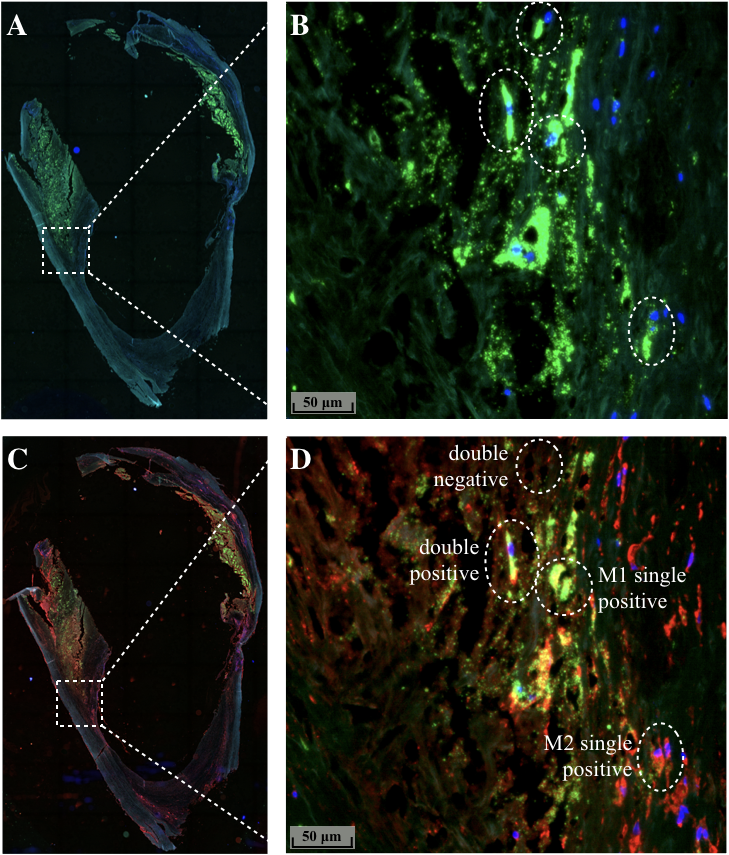 A
B
50 μm
C
D
double
negative
double
positive
M1 single
positive
M2 single
positive
50 μm